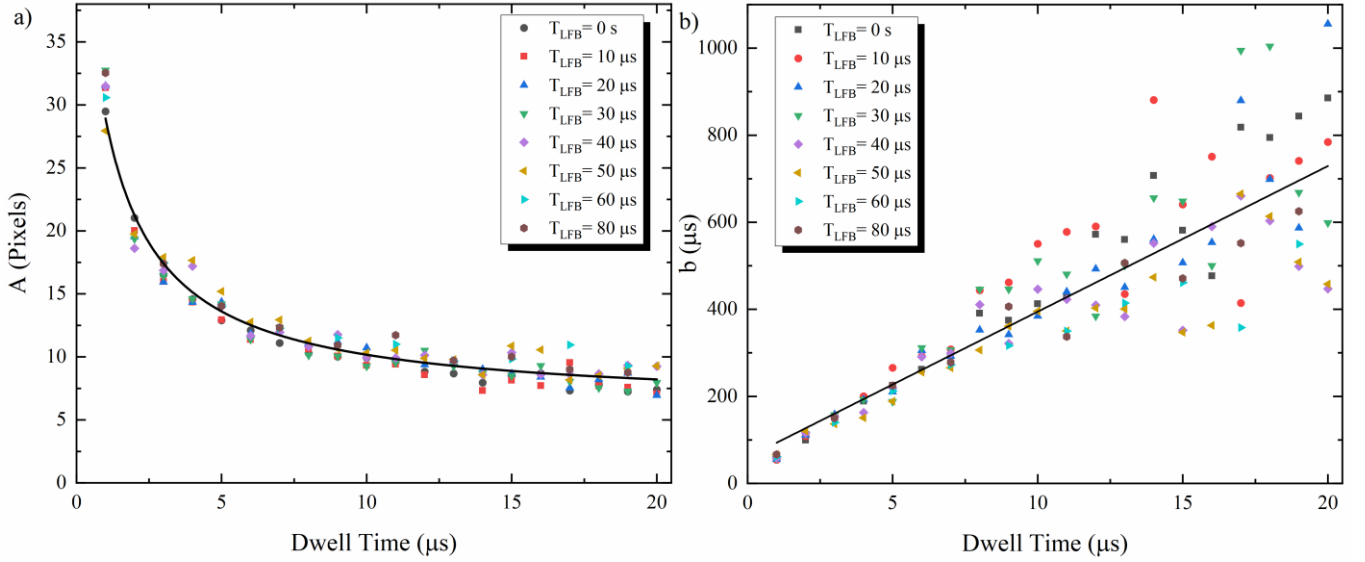 a)
35
30
25
20
15
10
5
0
A (Pixels)
0 5 10 15 20
Dwell Time (μs)
T_LFB= 0 s
T_LFB= 10 μs
T_LFB= 20 μs
T_LFB= 30 μs
T_LFB= 40 μs
T_LFB= 50 μs
T_LFB= 60 μs
T_LFB= 80 μs
b)
1000
800
600
400
200
0
b (μs)
0 5 10 15 20
Dwell Time (μs)
T_LFB= 0 s
T_LFB= 10 μs
T_LFB= 20 μs
T_LFB= 30 μs
T_LFB= 40 μs
T_LFB= 50 μs
T_LFB= 60 μs
T_LFB= 80 μs